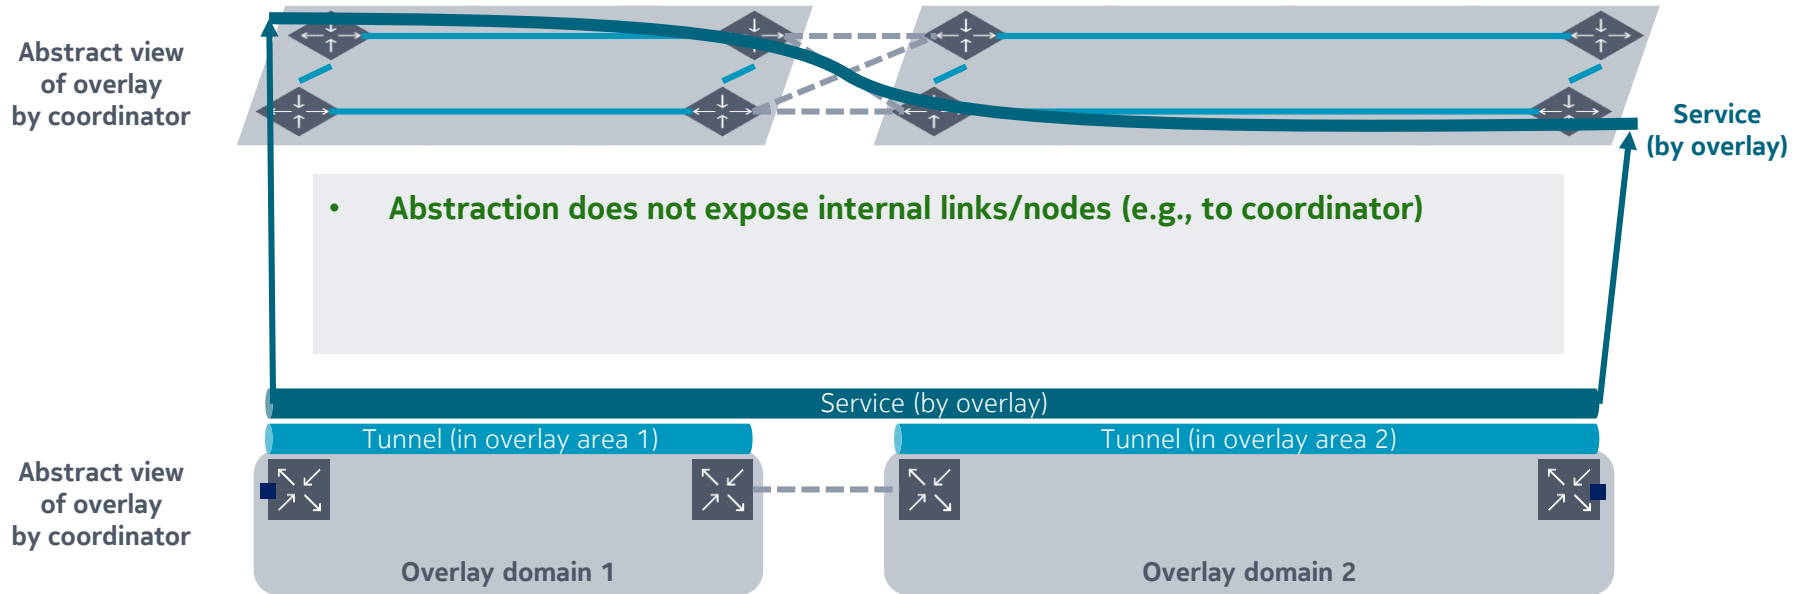 Abstract view
of overlay
by coordinator
Service
(by overlay)
• Abstraction does not expose internal links/nodes (e.g., to coordinator)
Service (by overlay)
Tunnel (in overlay area 1)
Tunnel (in overlay area 2)
Abstract view
of overlay
by coordinator
Overlay domain 1
Overlay domain 2